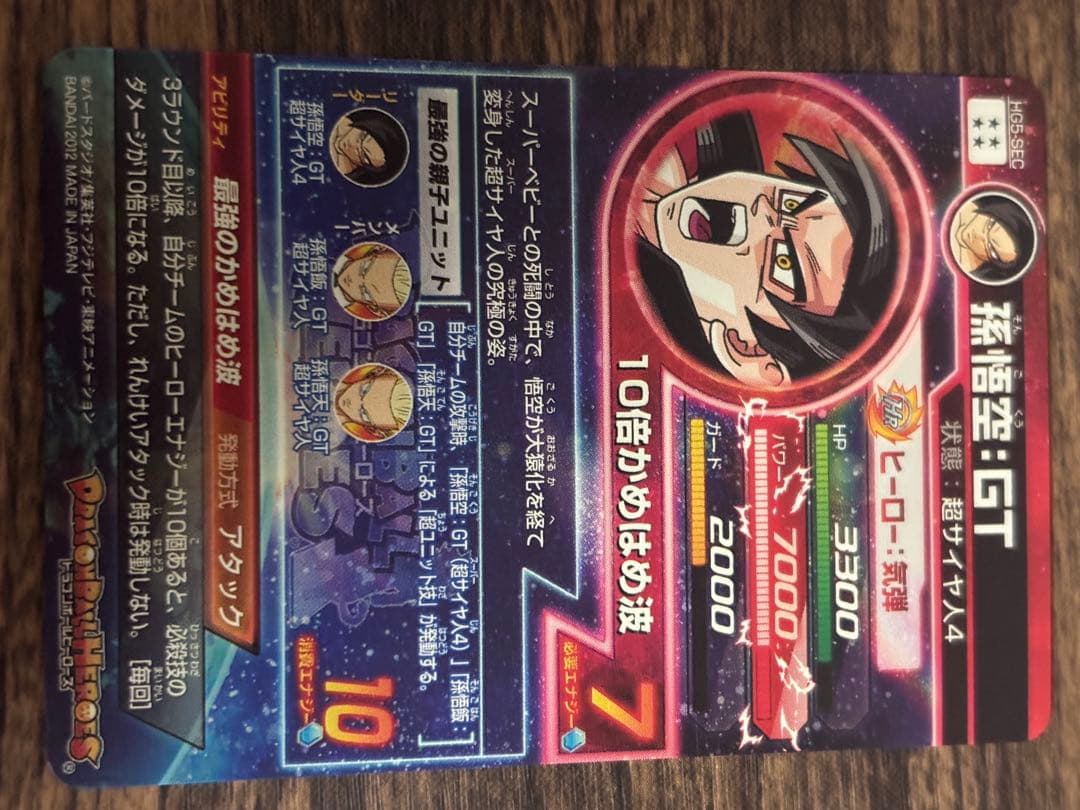 HG5-SEC
孫悟空:GT
状態:超サイヤ人4
HR
ヒーロー:気弾
HP 3300
パワー 7000
ガード 2000
10倍かめはめ波
必要エナジー 7
スーパーベビーとの死闘の中で、悟空が大猿化を経て
変身した超サイヤ人の究極の姿。
最強の親子ユニット
自分チームの攻撃時、「孫悟空:GT(超サイヤ人4)」「孫悟飯:
GT」「孫悟天:GT」による「超ユニット技」が発動する。
リーダー
孫悟空:GT
超サイヤ人4
メンバー
孫悟飯:GT
超サイヤ人
孫悟天:GT
超サイヤ人
消費エナジー 10
アビリティ
最強のかめはめ波
発動方式 アタック
3ラウンド目以降、自分チームのヒーローエナジーが10個あると、必殺技の
ダメージが10倍になる。ただし、れんけいアタック時は発動しない。 [毎回]
©バードスタジオ/集英社・フジテレビ・東映アニメーション
BANDAI 2012 MADE IN JAPAN
DRAGONBALL HEROES
ドラゴンボールヒーローズ
®